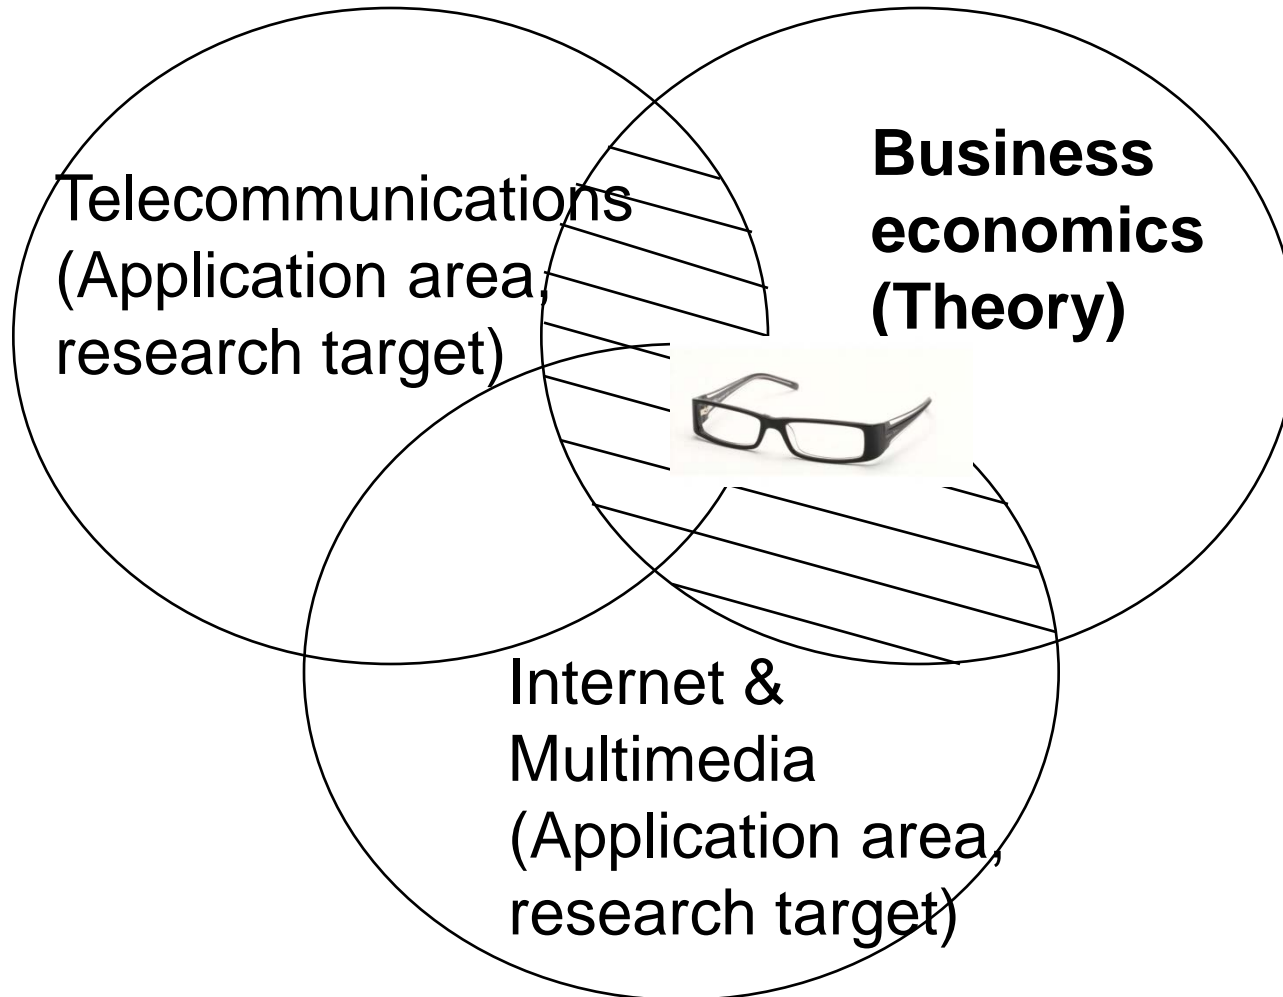 Telecommunications
(Application area,
research target)
Business
economics
(Theory)
Internet &
Multimedia
(Application area,
research target)